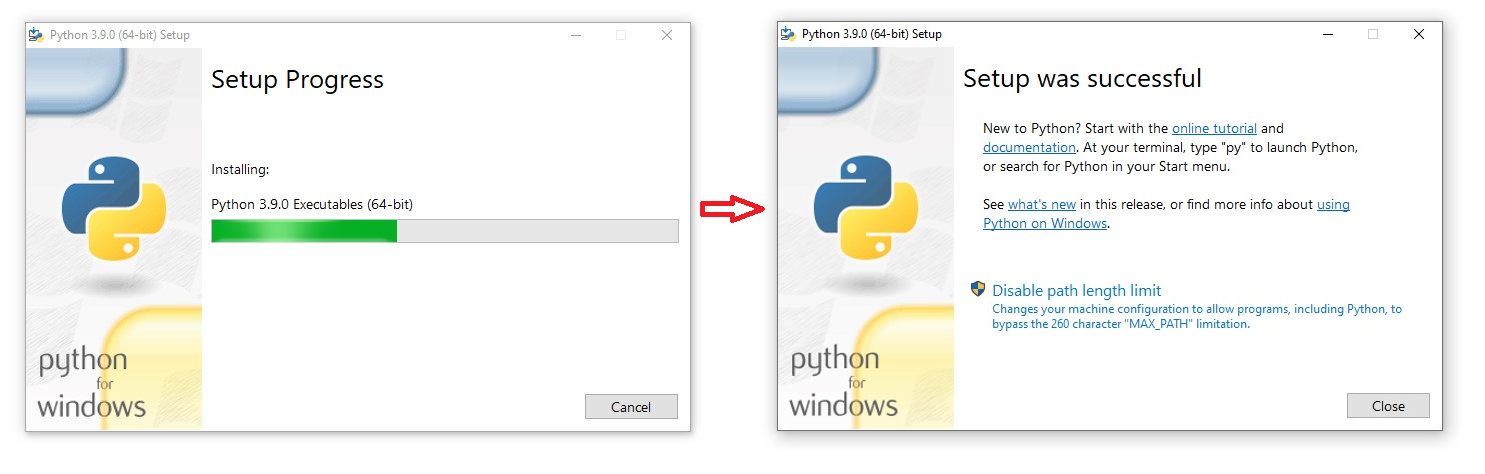 Python 3.9.0 (64-bit) Setup
Setup Progress
Installing:
Python 3.9.0 Executables (64-bit)
python
for
windows
Cancel
Python 3.9.0 (64-bit) Setup
Setup was successful
New to Python? Start with the online tutorial and
documentation. At your terminal, type "py" to launch Python,
or search for Python in your Start menu.
See what's new in this release, or find more info about using
Python on Windows.
Disable path length limit
Changes your machine configuration to allow programs, including Python, to
bypass the 260 character "MAX_PATH" limitation.
python
for
windows
Close